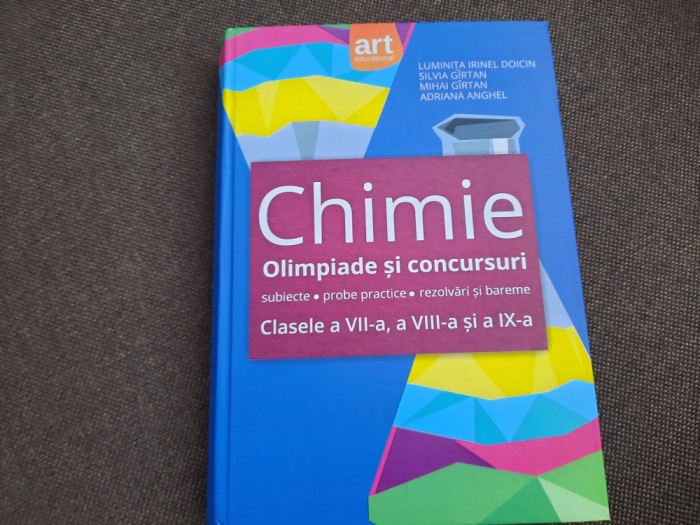 art
educațional
LUMINIȚA IRINEL DOICIN
SILVIA GÎRTAN
MIHAI GÎRTAN
ADRIANA ANGHEL
Chimie
Olimpiade și concursuri
subiecte • probe practice • rezolvări și bareme
Clasele a VII-a, a VIII-a și a IX-a